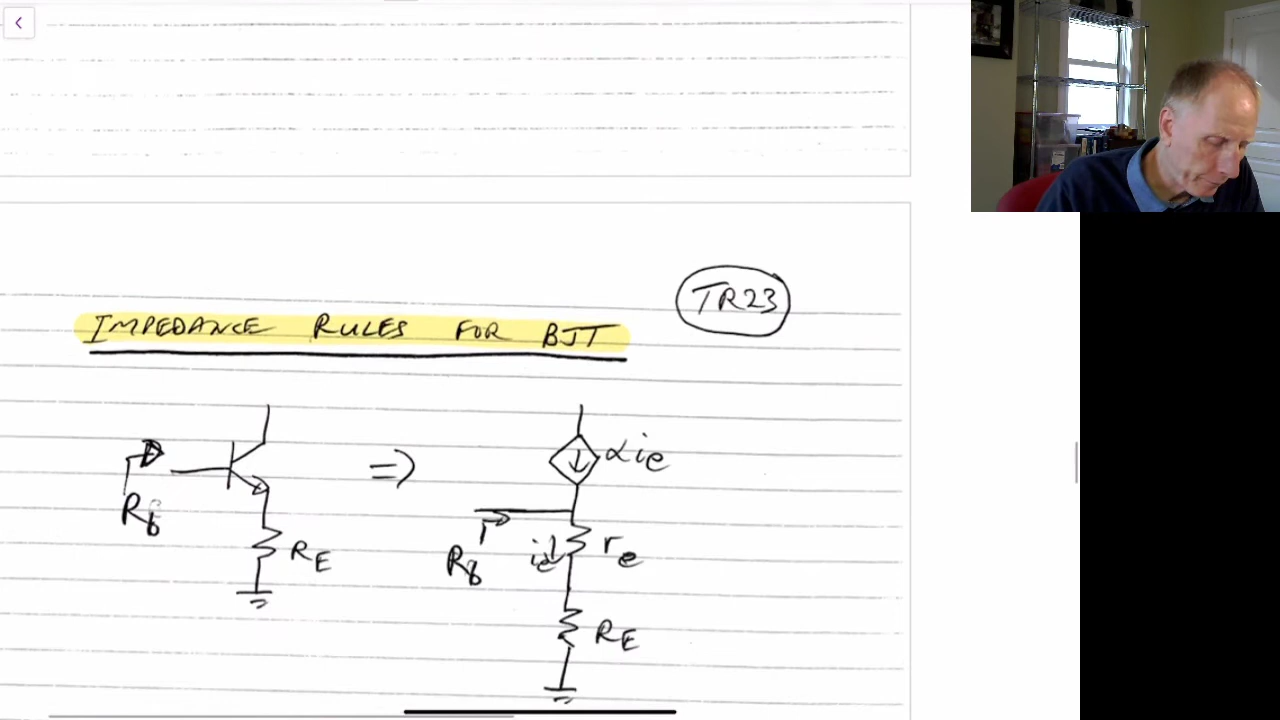 TR23
IMPEDANCE RULES FOR BJT
αie
=>
Rb
RE
Rb
ie
re
RE